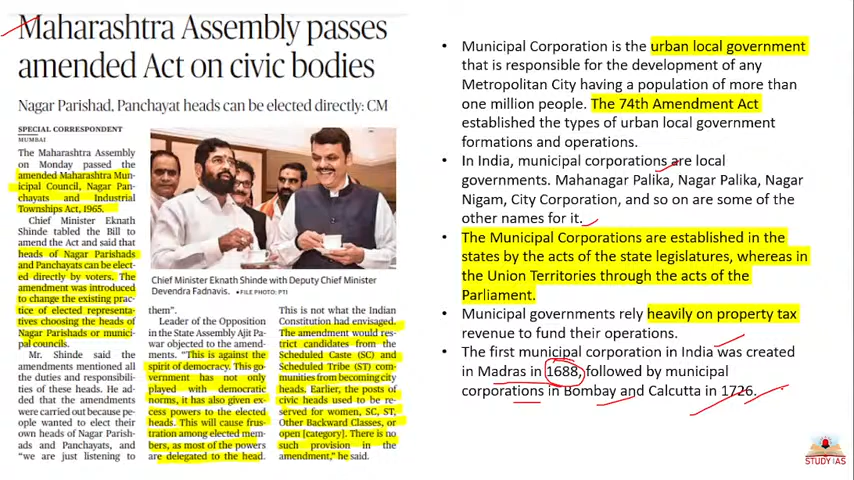 Maharashtra Assembly passes
amended Act on civic bodies
Nagar Parishad, Panchayat heads can be elected directly: CM
SPECIAL CORRESPONDENT
MUMBAI
The Maharashtra Assembly
on Monday passed the
amended Maharashtra Mun-
icipal Council, Nagar Pan-
chayats and Industrial
Townships Act, 1965.
Chief Minister Eknath
Shinde tabled the Bill to
amend the Act and said that
heads of Nagar Parishads
and Panchayats can be elect-
ed directly by voters. The
amendment was introduced
to change the existing prac-
tice of elected representa-
tives choosing the heads of
Nagar Parishads or munici-
pal councils.
Mr. Shinde said the
amendments mentioned all
the duties and responsibili-
ties of these heads. He ad-
ded that the amendments
were carried out because peo-
ple wanted to elect their
own heads of Nagar Parish-
ads and Panchayats, and
"we are just listening to
Chief Minister Eknath Shinde with Deputy Chief Minister
Devendra Fadnavis. •FILE PHOTO: PTI
them".
Leader of the Opposition
in the State Assembly Ajit Pa-
war objected to the amend-
ments. "This is against the
spirit of democracy. This go-
vernment has not only
played with democratic
norms, it has also given ex-
cess powers to the elected
heads. This will cause frus-
tration among elected mem-
bers, as most of the powers
are delegated to the head.
This is not what the Indian
Constitution had envisaged.
The amendment would res-
trict candidates from the
Scheduled Caste (SC) and
Scheduled Tribe (ST) com-
munities from becoming city
heads. Earlier, the posts of
civic heads used to be re-
served for women, SC, ST,
Other Backward Classes, or
open [category]. There is no
such provision in the
amendment," he said.
• Municipal Corporation is the urban local government
that is responsible for the development of any
Metropolitan City having a population of more than
one million people. The 74th Amendment Act
established the types of urban local government
formations and operations.
• In India, municipal corporations are local
governments. Mahanagar Palika, Nagar Palika, Nagar
Nigam, City Corporation, and so on are some of the
other names for it.
• The Municipal Corporations are established in the
states by the acts of the state legislatures, whereas in
the Union Territories through the acts of the
Parliament.
• Municipal governments rely heavily on property tax
revenue to fund their operations.
• The first municipal corporation in India was created
in Madras in 1688, followed by municipal
corporations in Bombay and Calcutta in 1726.
STUDY IAS